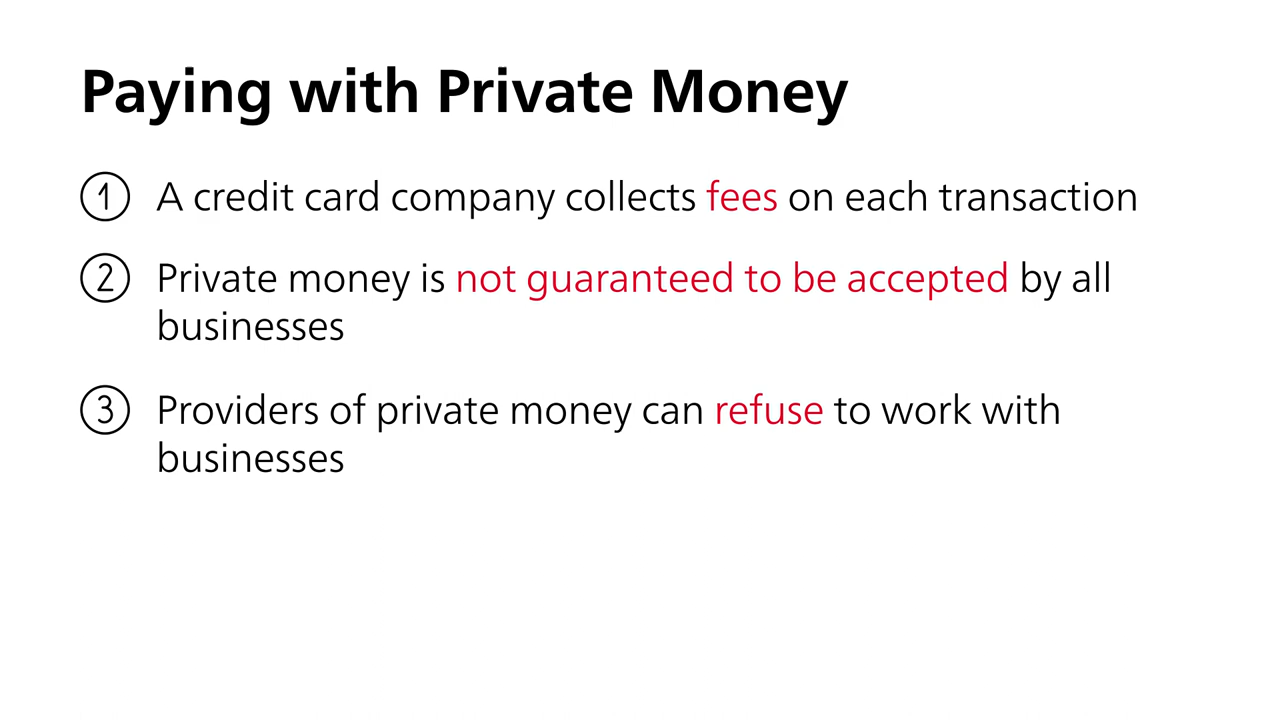 Paying with Private Money
1 A credit card company collects fees on each transaction
2 Private money is not guaranteed to be accepted by all
businesses
3 Providers of private money can refuse to work with
businesses